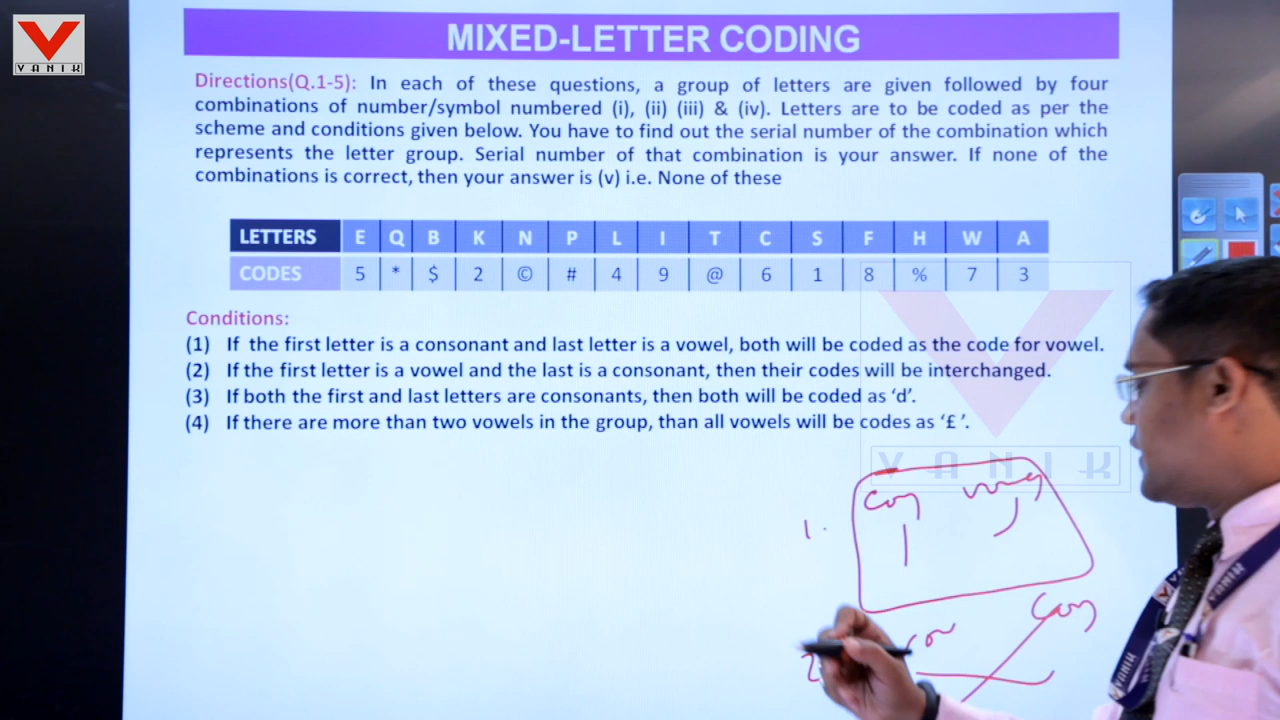 VANIK
MIXED-LETTER CODING
Directions(Q.1-5): In each of these questions, a group of letters are given followed by four
combinations of number/symbol numbered (i), (ii) (iii) & (iv). Letters are to be coded as per the
scheme and conditions given below. You have to find out the serial number of the combination which
represents the letter group. Serial number of that combination is your answer. If none of the
combinations is correct, then your answer is (v) i.e. None of these
LETTERS E Q B K N P L I T C S F H W A
CODES 5 * $ 2 © # 4 9 @ 6 1 8 % 7 3
Conditions:
(1) If the first letter is a consonant and last letter is a vowel, both will be coded as the code for vowel.
(2) If the first letter is a vowel and the last is a consonant, then their codes will be interchanged.
(3) If both the first and last letters are consonants, then both will be coded as 'd'.
(4) If there are more than two vowels in the group, than all vowels will be codes as '£ '.
VANIK
1.
2.
VANIK
VANIK